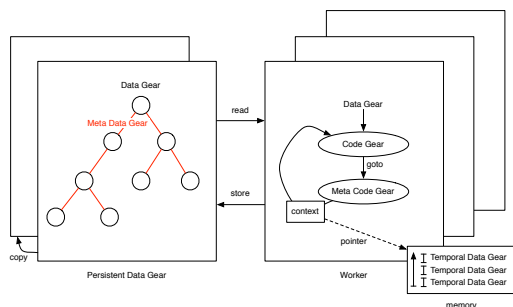 Data Gear
Meta Data Gear
read
store
copy
Persistent Data Gear
Data Gear
Code Gear
goto
Meta Code Gear
context
pointer
Worker
Temporal Data Gear
Temporal Data Gear
Temporal Data Gear
memory